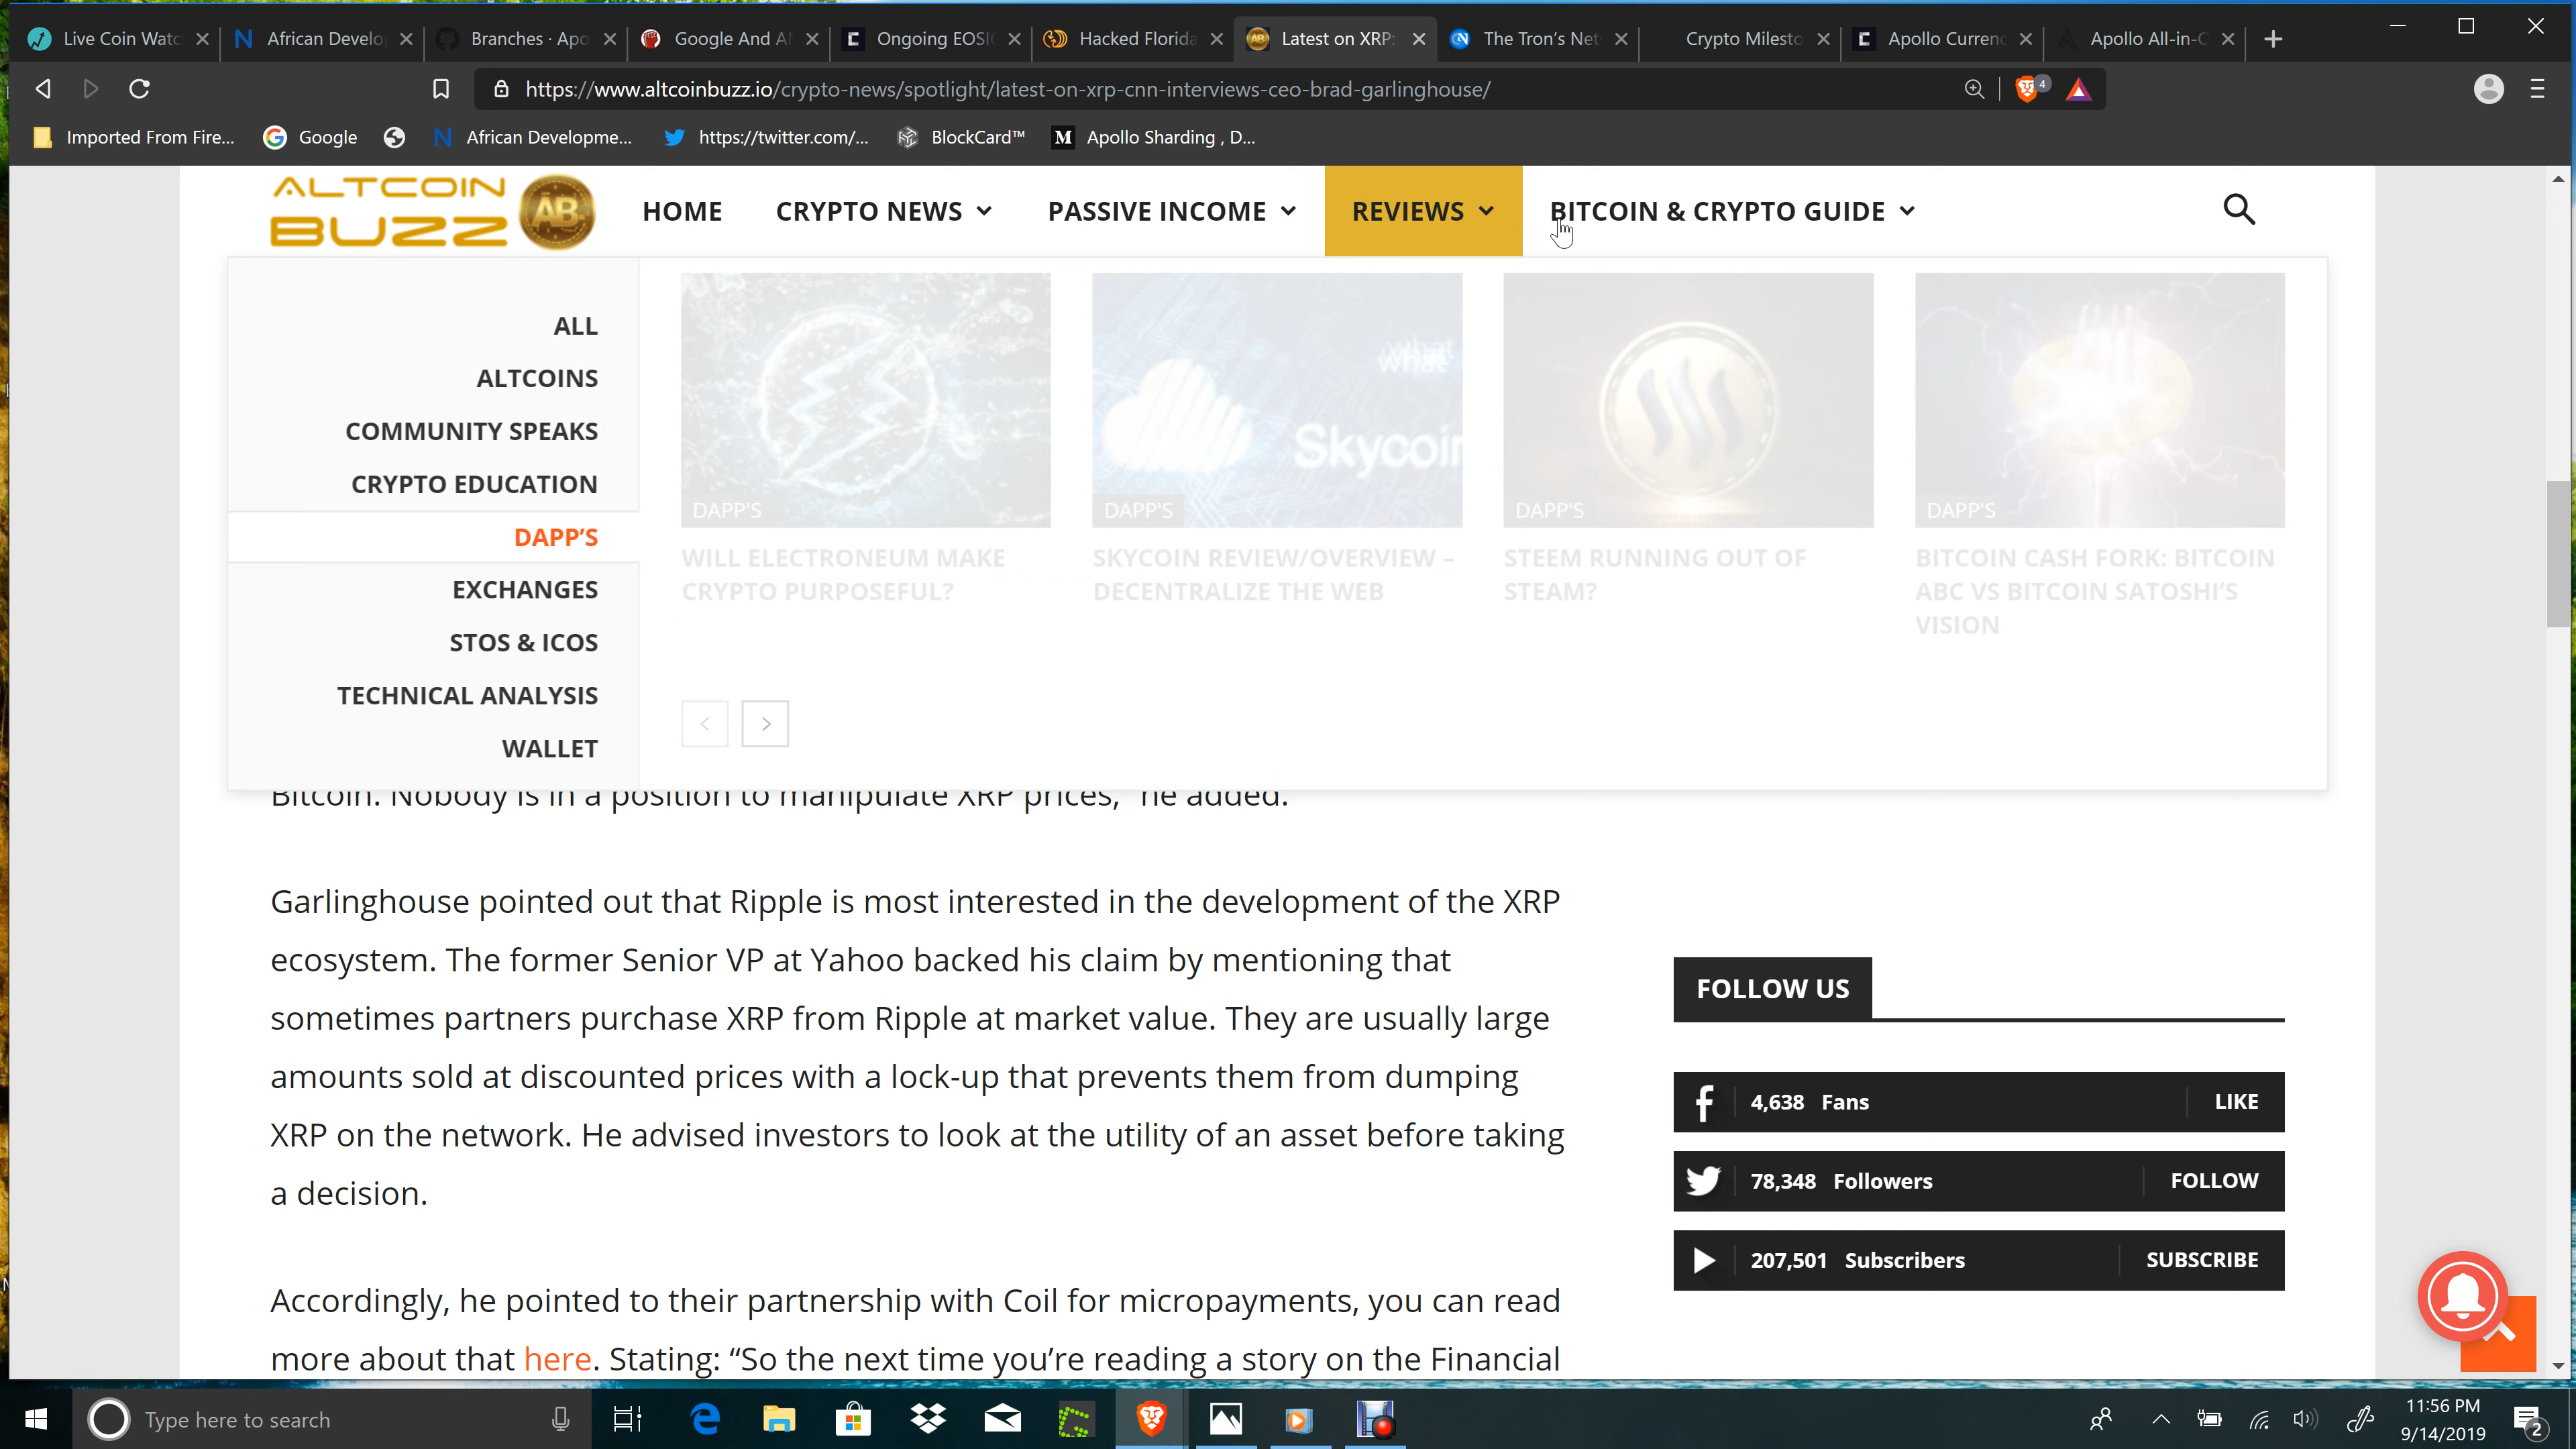 Live Coin Watc
African Develo
Branches · Apo
Google And A
Ongoing EOSI
Hacked Florida
Latest on XRP:
The Tron's Net
Crypto Milesto
Apollo Curren
Apollo All-in-C
https://www.altcoinbuzz.io/crypto-news/spotlight/latest-on-xrp-cnn-interviews-ceo-brad-garlinghouse/
4
Imported From Fire...
Google
African Developme...
https://twitter.com/...
BlockCard™
Apollo Sharding , D...
ALTCOIN
BUZZ
AB
HOME
CRYPTO NEWS
PASSIVE INCOME
REVIEWS
BITCOIN & CRYPTO GUIDE
ALL
ALTCOINS
COMMUNITY SPEAKS
CRYPTO EDUCATION
DAPP'S
EXCHANGES
STOS & ICOS
TECHNICAL ANALYSIS
WALLET
DAPP'S
WILL ELECTRONEUM MAKE
CRYPTO PURPOSEFUL?
what
Skycoin
DAPP'S
SKYCOIN REVIEW/OVERVIEW –
DECENTRALIZE THE WEB
DAPP'S
STEEM RUNNING OUT OF
STEAM?
DAPP'S
BITCOIN CASH FORK: BITCOIN
ABC VS BITCOIN SATOSHI'S
VISION
Bitcoin. Nobody is in a position to manipulate XRP prices," he added.
Garlinghouse pointed out that Ripple is most interested in the development of the XRP
ecosystem. The former Senior VP at Yahoo backed his claim by mentioning that
sometimes partners purchase XRP from Ripple at market value. They are usually large
amounts sold at discounted prices with a lock-up that prevents them from dumping
XRP on the network. He advised investors to look at the utility of an asset before taking
a decision.
Accordingly, he pointed to their partnership with Coil for micropayments, you can read
more about that here. Stating: “So the next time you're reading a story on the Financial
FOLLOW US
4,638 Fans LIKE
78,348 Followers FOLLOW
207,501 Subscribers SUBSCRIBE
Type here to search
11:56 PM
9/14/2019
2